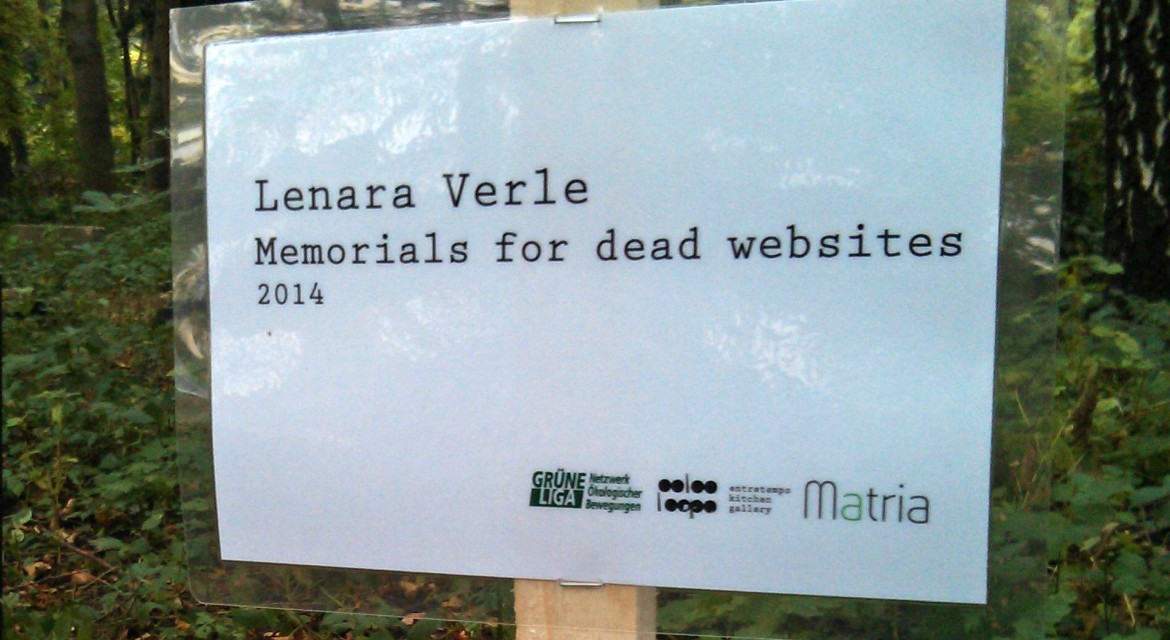 Lenara Verle
Memorials for dead websites
2014
GRÜNE
LIGA
Netzwerk
Ökologischer
Bewegungen
entretempo
kitchen
gallery
Matria